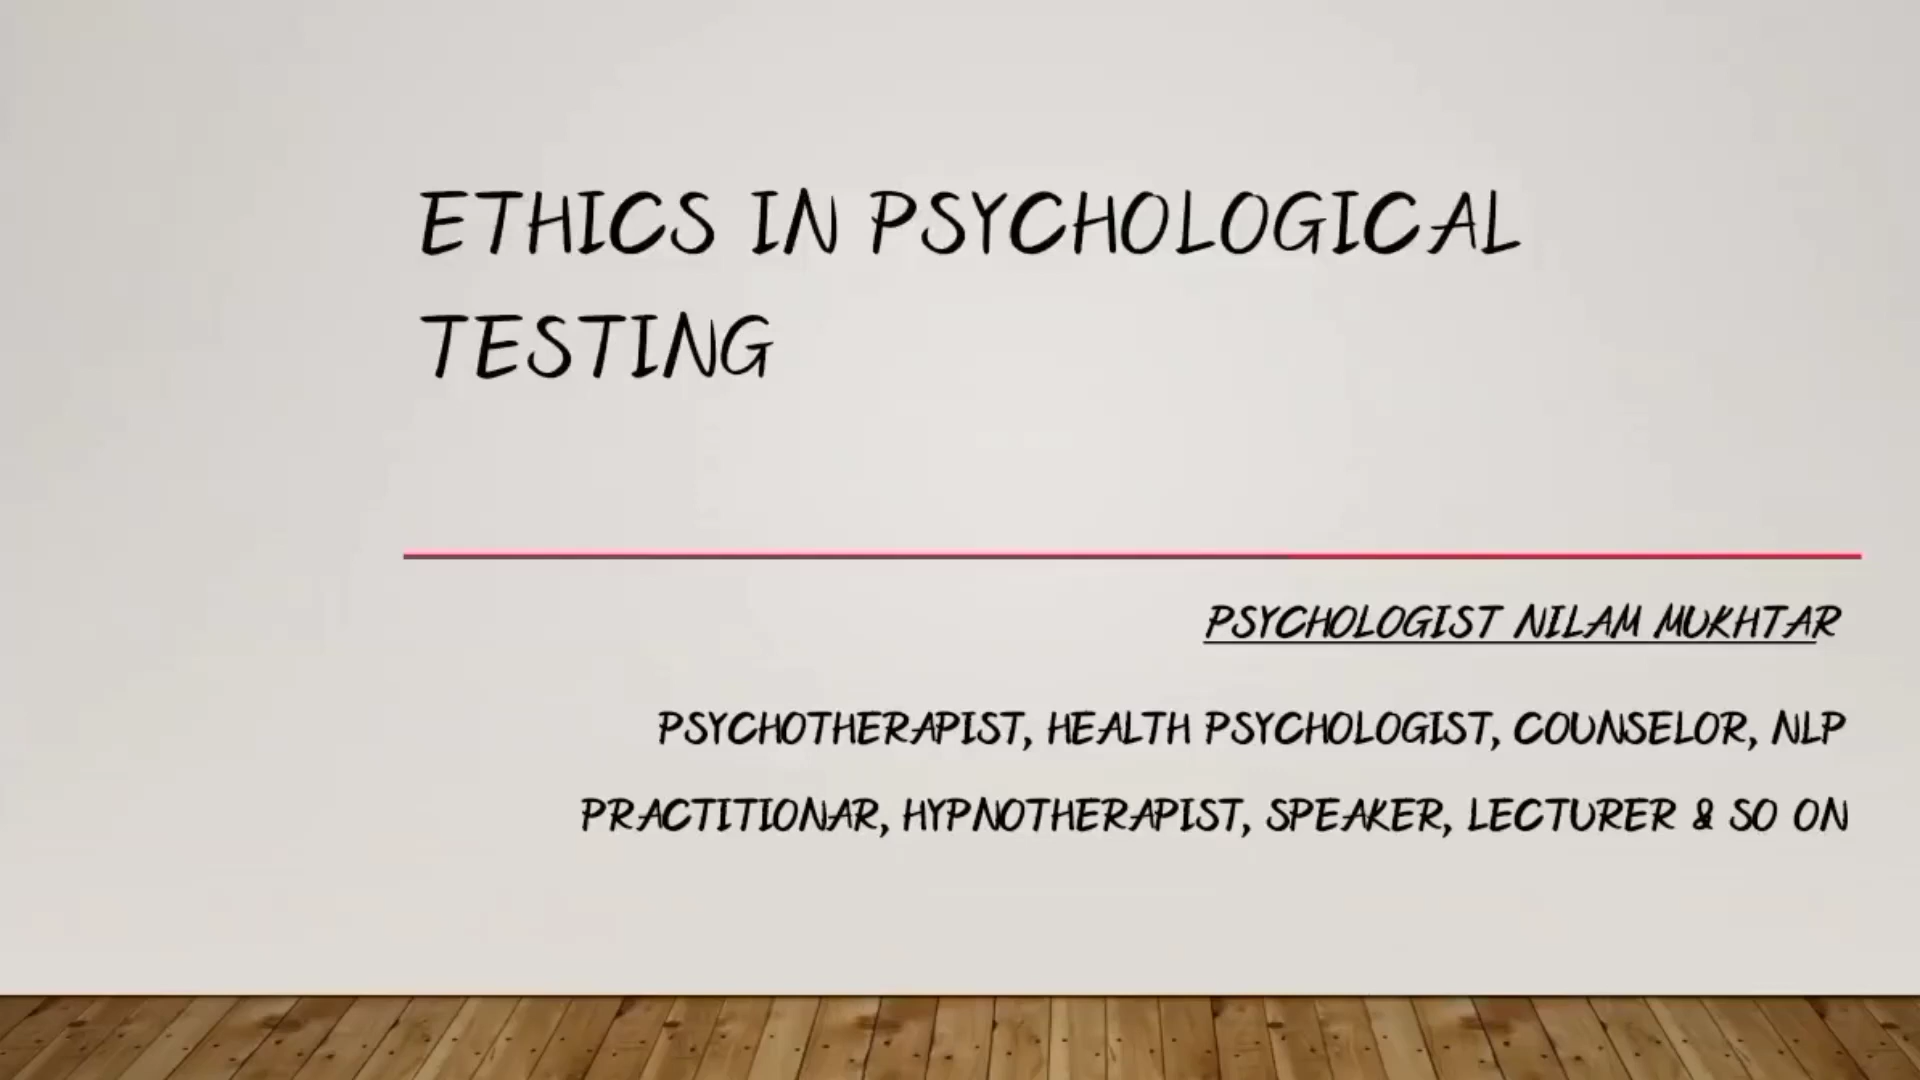 ETHICS IN PSYCHOLOGICAL
TESTING
PSYCHOLOGIST NILAM MUKHTAR
PSYCHOTHERAPIST, HEALTH PSYCHOLOGIST, COUNSELOR, NLP
PRACTITIONAR, HYPNOTHERAPIST, SPEAKER, LECTURER & SO ON